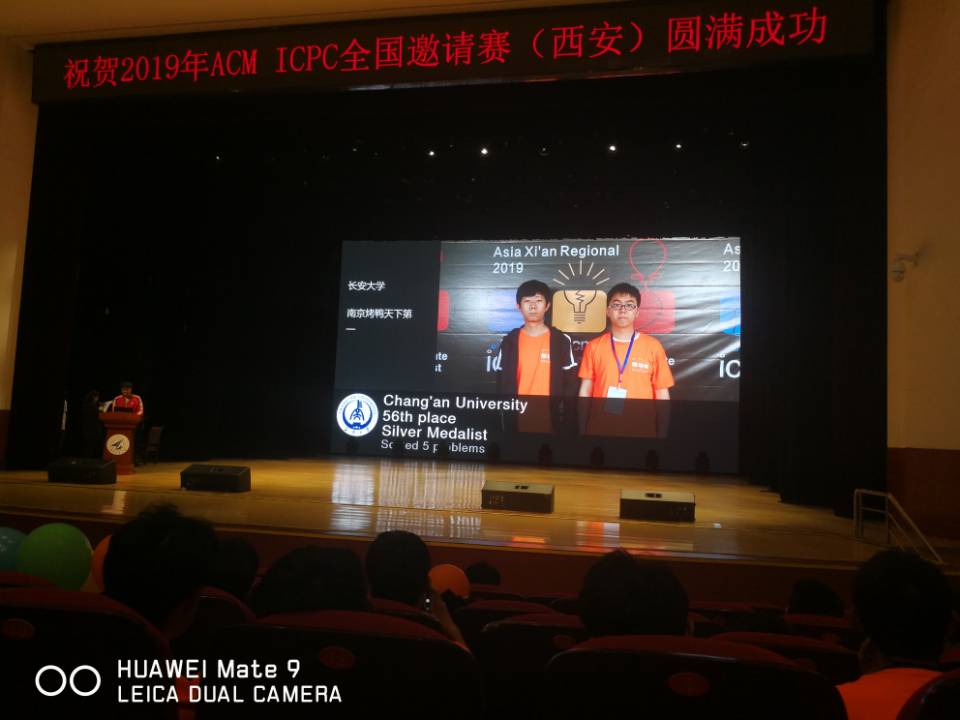 祝贺2019年ACM ICPC全国邀请赛（西安）圆满成功
Asia Xi'an Regional
2019
As
20
长安大学
南京烤鸭天下第
一
Chang'an University
56th place
Silver Medalist
5
HUAWEI Mate 9
LEICA DUAL CAMERA